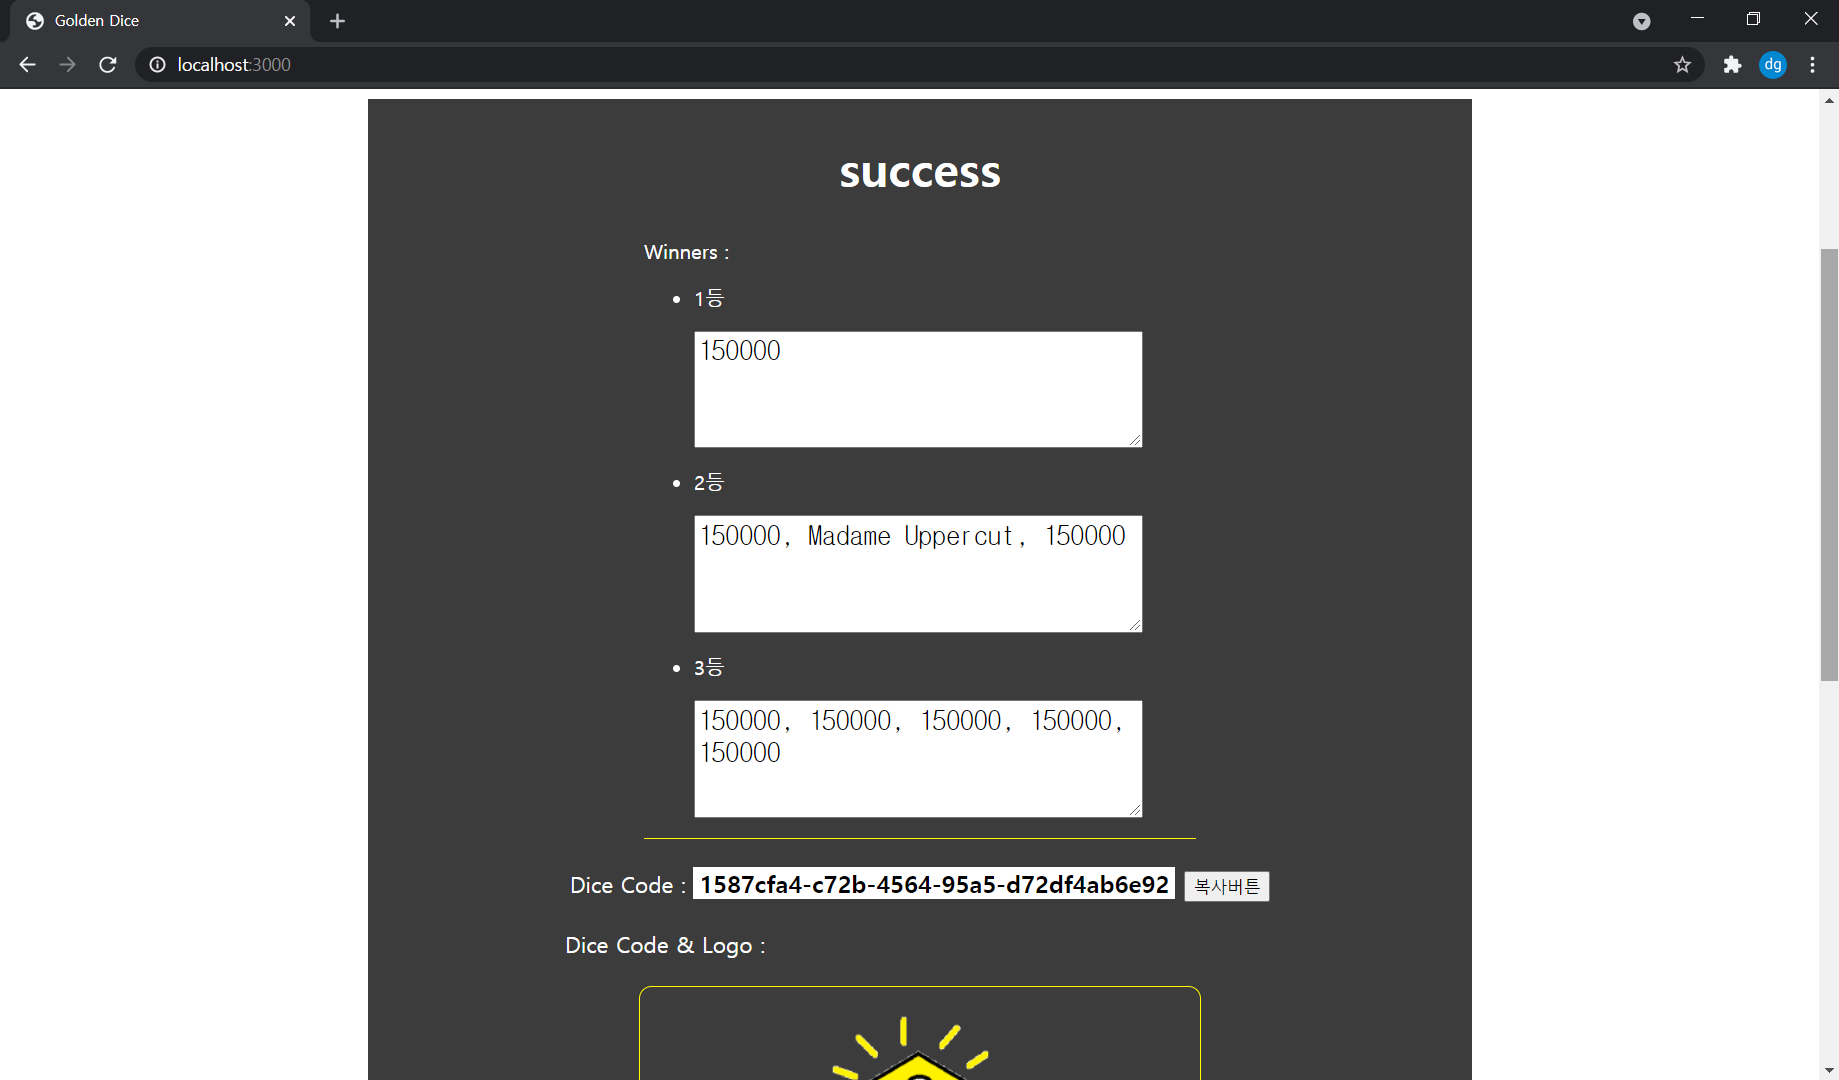 Golden Dice
localhost:3000
dg
success
Winners :
1등
150000
2등
150000, Madame Uppercut, 150000
3등
150000, 150000, 150000, 150000,
150000
Dice Code : 1587cfa4-c72b-4564-95a5-d72df4ab6e92 복사버튼
Dice Code & Logo :